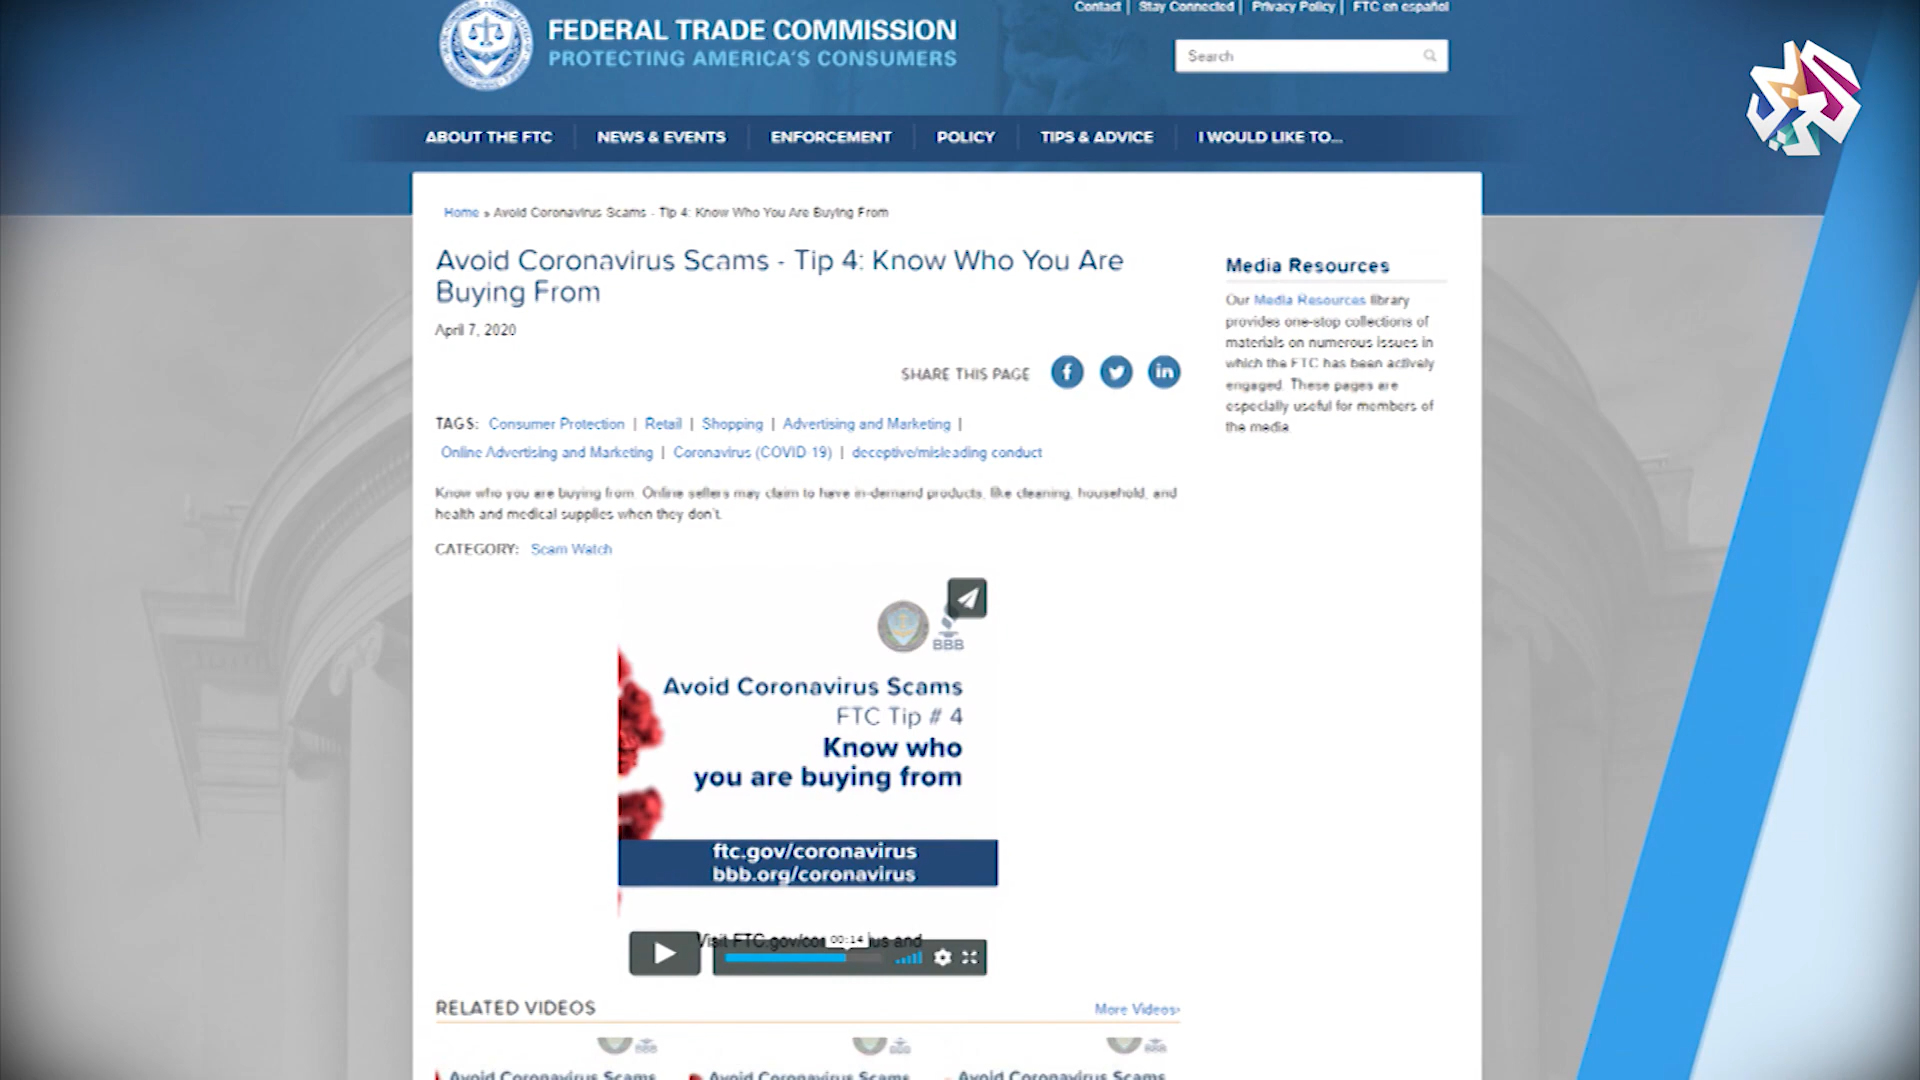 Contact | Stay Connected | Privacy Policy | FTC en español
FEDERAL TRADE COMMISSION
PROTECTING AMERICA'S CONSUMERS
Search
ABOUT THE FTC
NEWS & EVENTS
ENFORCEMENT
POLICY
TIPS & ADVICE
I WOULD LIKE TO...
Home » Avoid Coronavirus Scams - Tip 4: Know Who You Are Buying From
Avoid Coronavirus Scams - Tip 4: Know Who You Are
Buying From
April 7, 2020
SHARE THIS PAGE
TAGS: Consumer Protection | Retail | Shopping | Advertising and Marketing |
Online Advertising and Marketing | Coronavirus (COVID-19) | deceptive/misleading conduct
Know who you are buying from. Online sellers may claim to have in-demand products, like cleaning, household, and
health and medical supplies when they don't.
CATEGORY: Scam Watch
Media Resources
Our Media Resources library
provides one-stop collections of
materials on numerous issues in
which the FTC has been actively
engaged. These pages are
especially useful for members of
the media.
BBB
Avoid Coronavirus Scams
FTC Tip # 4
Know who
you are buying from
ftc.gov/coronavirus
bbb.org/coronavirus
Visit FTC.gov/cor us and
00:14
RELATED VIDEOS
More Videos›
BBB
BBB
BBB
Avoid Coronavirus Scams
Avoid Coronavirus Scams
Avoid Coronavirus Scams